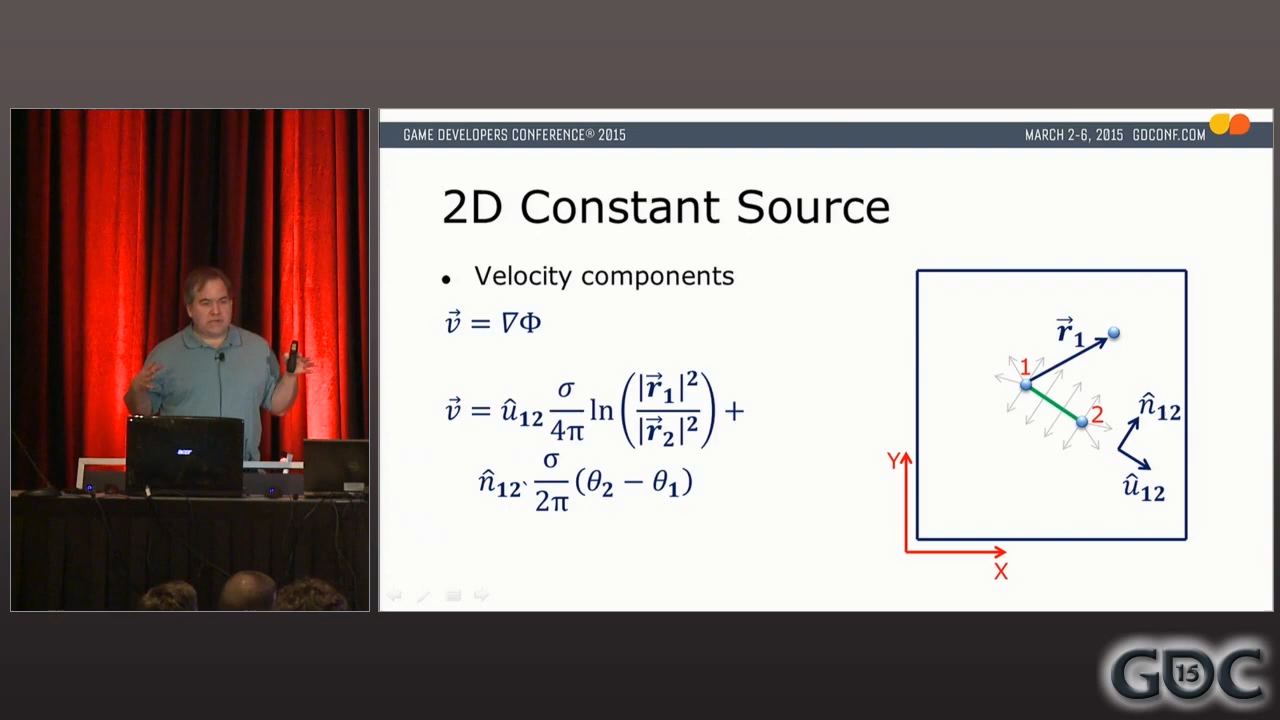 GAME DEVELOPERS CONFERENCE® 2015
MARCH 2-6, 2015 GDCONF.COM
2D Constant Source
• Velocity components
v⃗ = ∇Φ
v⃗ = û₁₂ σ/4π ln(|r⃗₁|²/|r⃗₂|²) +
n̂₁₂` σ/2π (θ₂ − θ₁)
r⃗₁
1
2
n̂₁₂
û₁₂
Y
X
acer
GDC
15